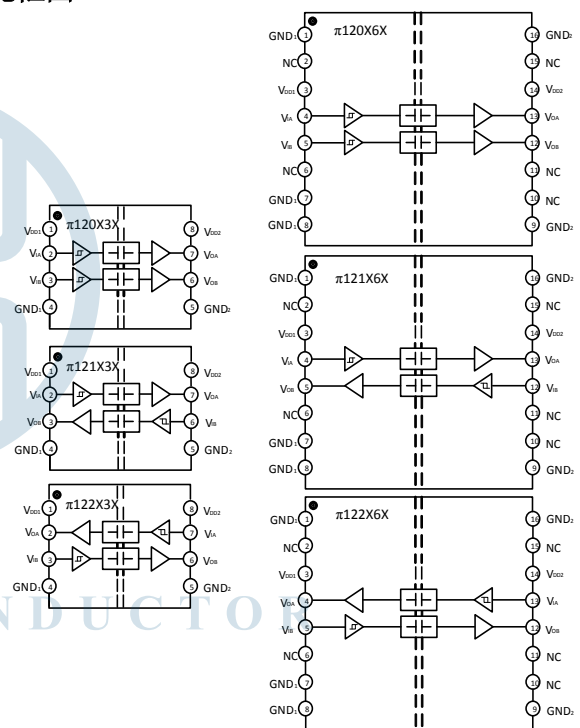 π120X3X
VDD1 1 8 VDD2
VIA 2 7 VOA
VIB 3 6 VOB
GND1 4 5 GND2
π121X3X
VDD1 1 8 VDD2
VIA 2 7 VOA
VOB 3 6 VIB
GND1 4 5 GND2
π122X3X
VDD1 1 8 VDD2
VOA 2 7 VIA
VIB 3 6 VOB
GND1 4 5 GND2
π120X6X
GND1 1 16 GND2
NC 2 15 NC
VDD1 3 14 VDD2
VIA 4 13 VOA
VIB 5 12 VOB
NC 6 11 NC
GND1 7 10 NC
GND1 8 9 GND2
π121X6X
GND1 1 16 GND2
NC 2 15 NC
VDD1 3 14 VDD2
VIA 4 13 VOA
VOB 5 12 VIB
NC 6 11 NC
GND1 7 10 NC
GND1 8 9 GND2
π122X6X
GND1 1 16 GND2
NC 2 15 NC
VDD1 3 14 VDD2
VOA 4 13 VIA
VIB 5 12 VOB
NC 6 11 NC
GND1 7 10 NC
GND1 8 9 GND2
NDUCTOR